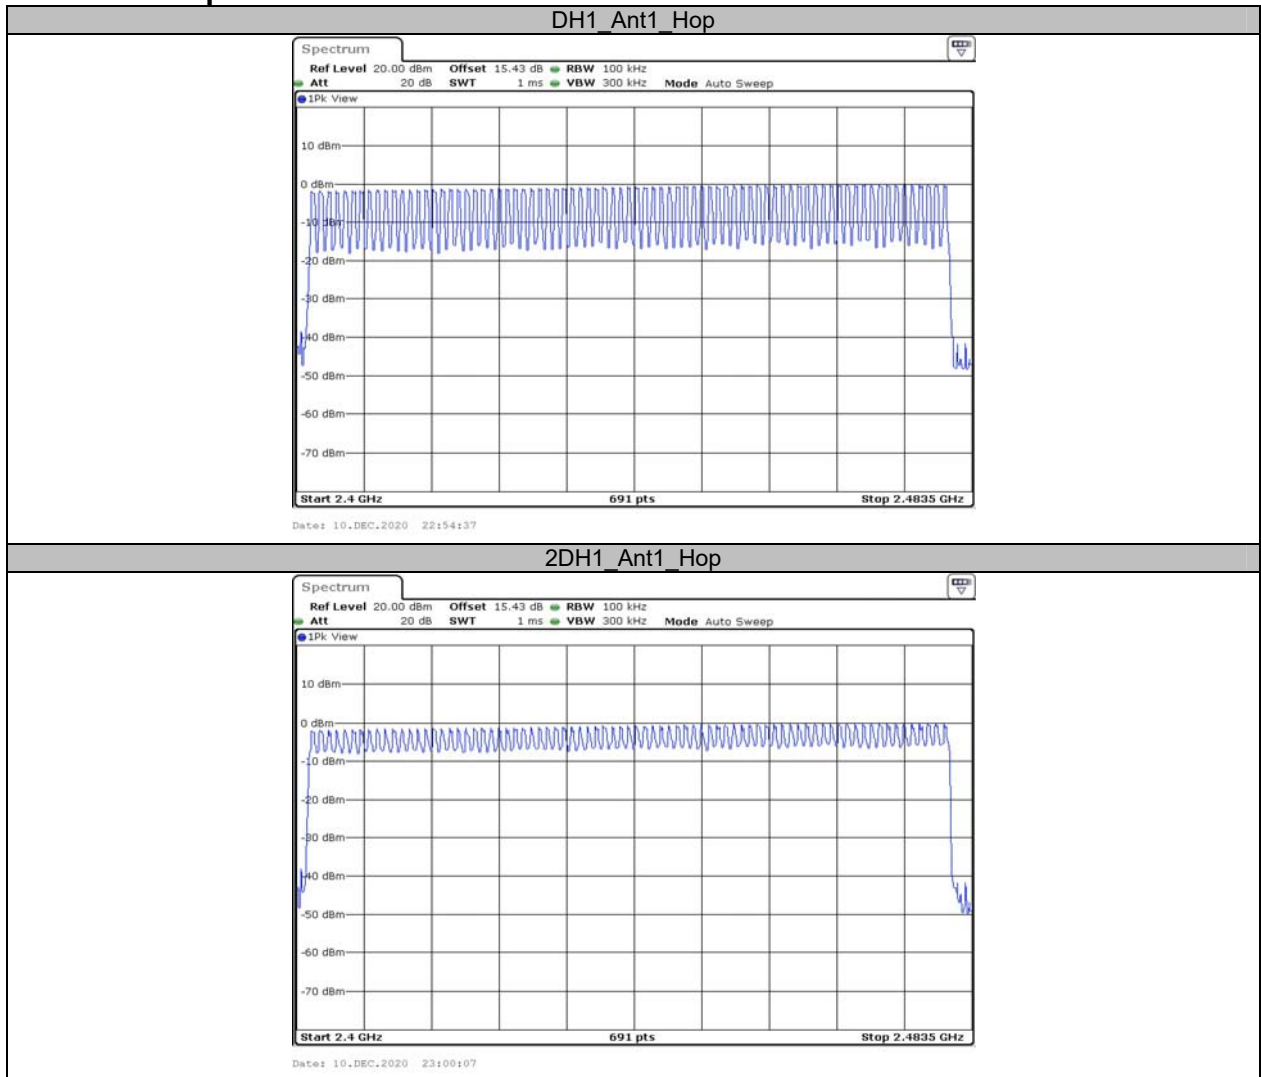 DH1_Ant1_Hop
Spectrum
Ref Level 20.00 dBm Offset 15.43 dB RBW 100 kHz
Att 20 dB SWT 1 ms VBW 300 kHz Mode Auto Sweep
1Pk View
10 dBm
0 dBm
-10 dBm
-20 dBm
-30 dBm
-40 dBm
-50 dBm
-60 dBm
-70 dBm
Start 2.4 GHz 691 pts Stop 2.4835 GHz
Date: 10.DEC.2020 22:54:37
2DH1_Ant1_Hop
Spectrum
Ref Level 20.00 dBm Offset 15.43 dB RBW 100 kHz
Att 20 dB SWT 1 ms VBW 300 kHz Mode Auto Sweep
1Pk View
10 dBm
0 dBm
-10 dBm
-20 dBm
-30 dBm
-40 dBm
-50 dBm
-60 dBm
-70 dBm
Start 2.4 GHz 691 pts Stop 2.4835 GHz
Date: 10.DEC.2020 23:00:07